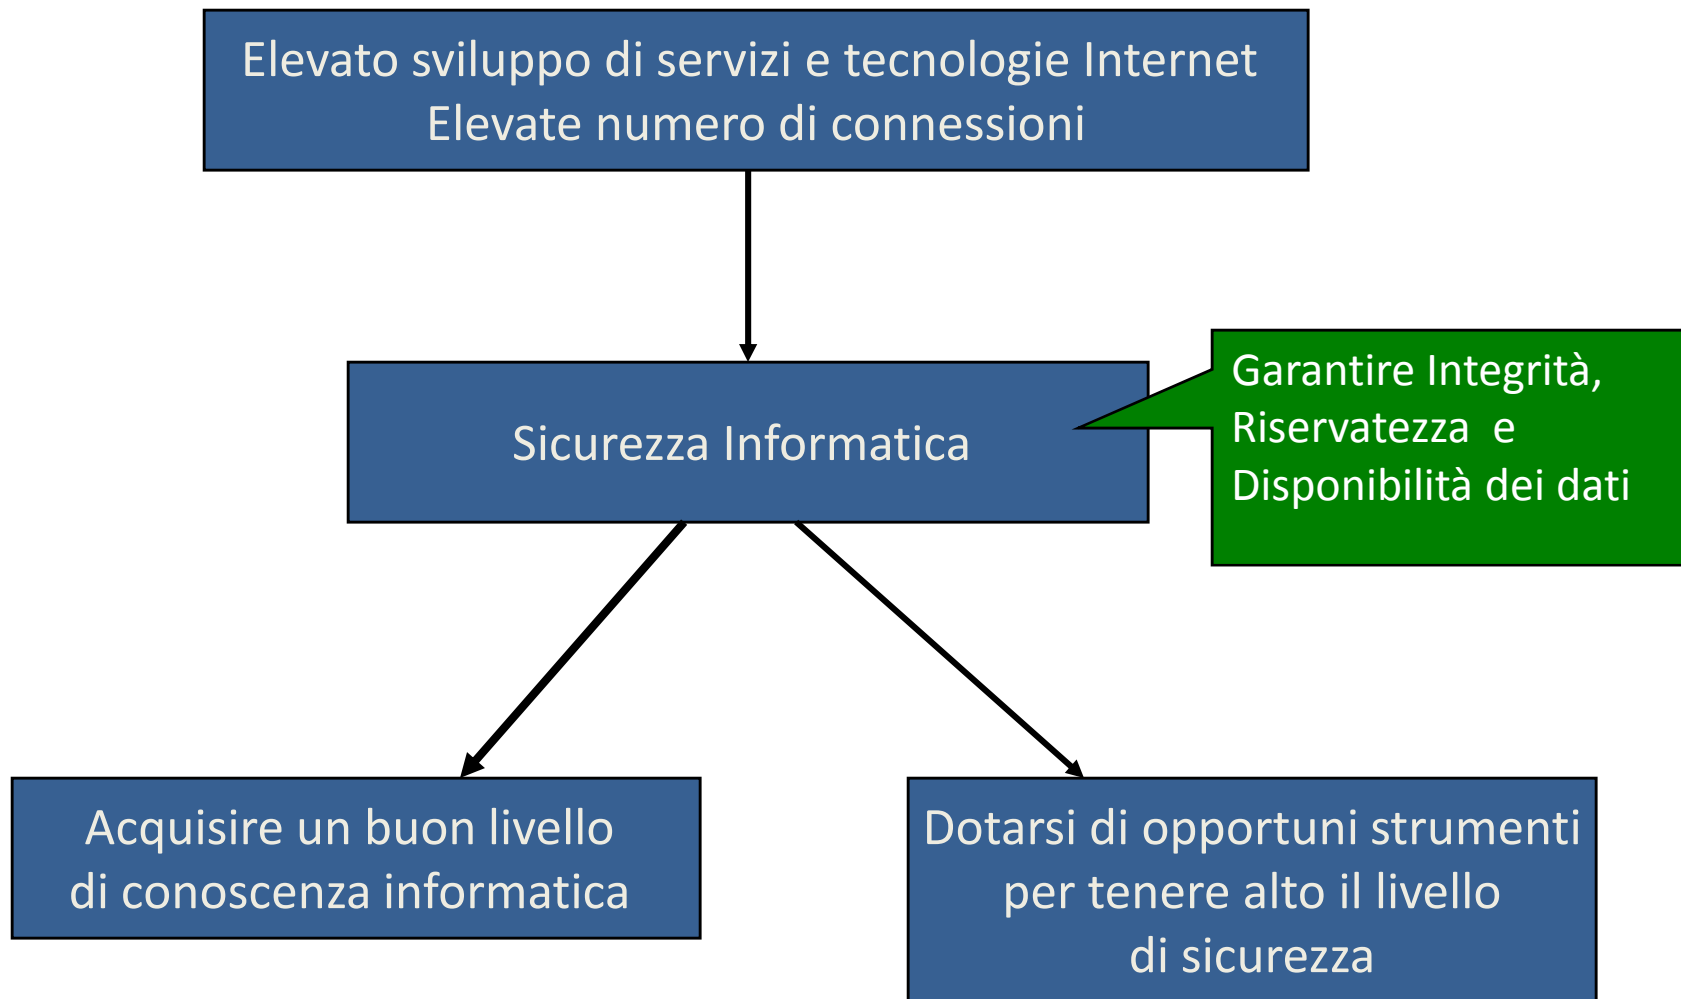 Elevato sviluppo di servizi e tecnologie Internet
Elevate numero di connessioni
Sicurezza Informatica
Garantire Integrità,
Riservatezza e
Disponibilità dei dati
Acquisire un buon livello
di conoscenza informatica
Dotarsi di opportuni strumenti
per tenere alto il livello
di sicurezza